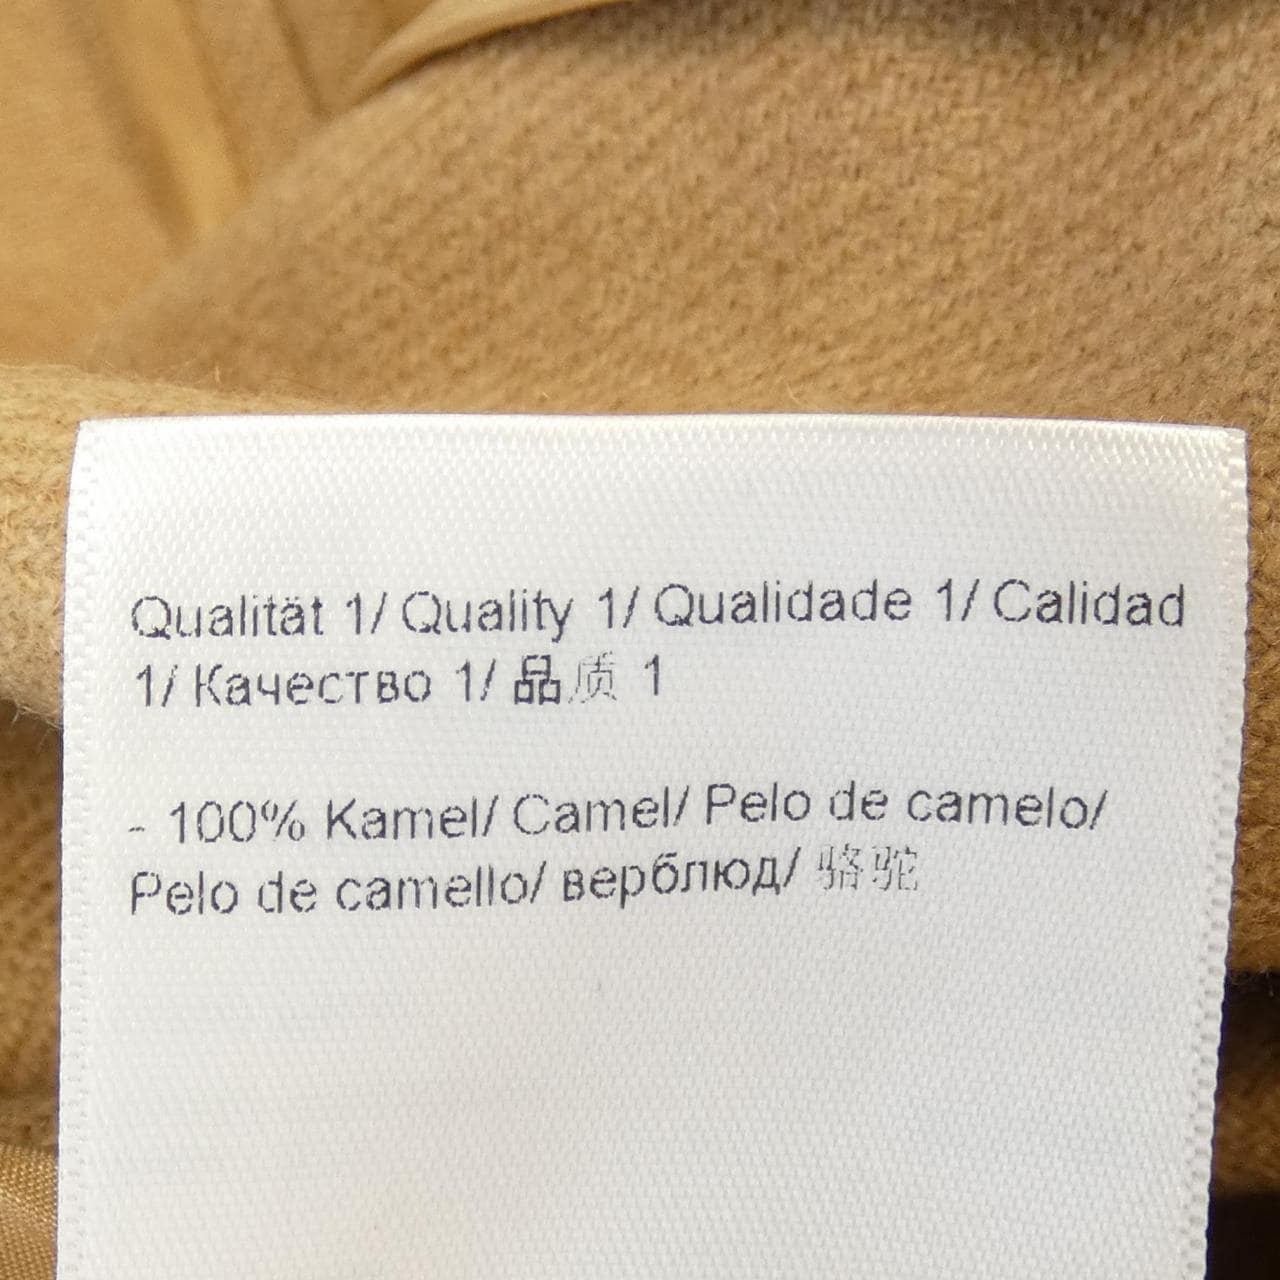 Qualität 1/ Quality 1/ Qualidade 1/ Calidad
1/ Качество 1/ 品质 1
- 100% Kamel/ Camel/ Pelo de camelo/
Pelo de camello/ верблюд/ 骆驼